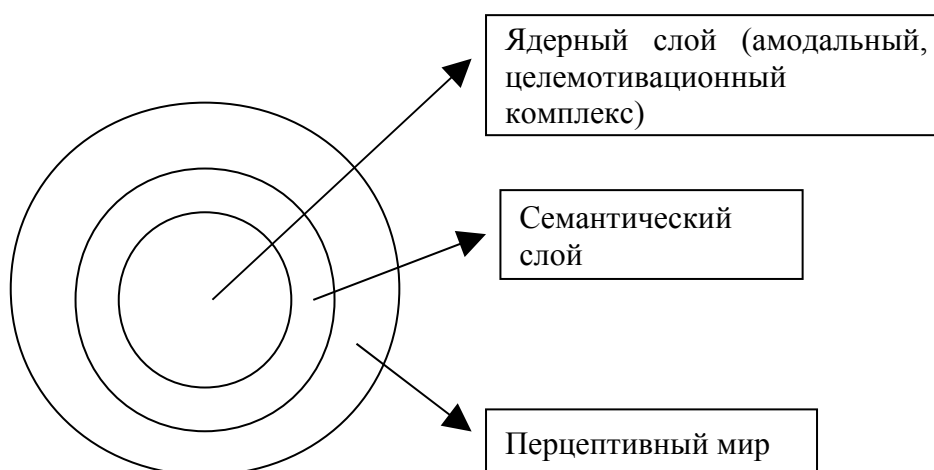 Ядерный слой (амодальный,
целемотивационный
комплекс)
Семантический
слой
Перцептивный мир